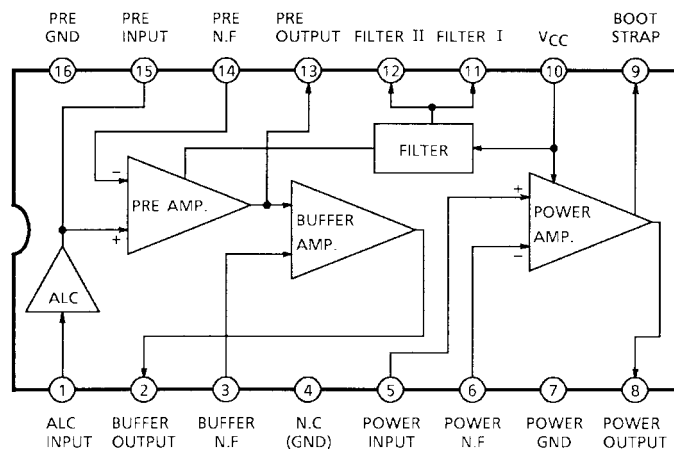 PRE GND
PRE INPUT
PRE N.F
PRE OUTPUT
FILTER II
FILTER I
VCC
BOOT STRAP
16
15
14
13
12
11
10
9
FILTER
-
PRE AMP.
+
BUFFER AMP.
+
POWER AMP.
-
ALC
1
2
3
4
5
6
7
8
ALC INPUT
BUFFER OUTPUT
BUFFER N.F
N.C (GND)
POWER INPUT
POWER N.F
POWER GND
POWER OUTPUT